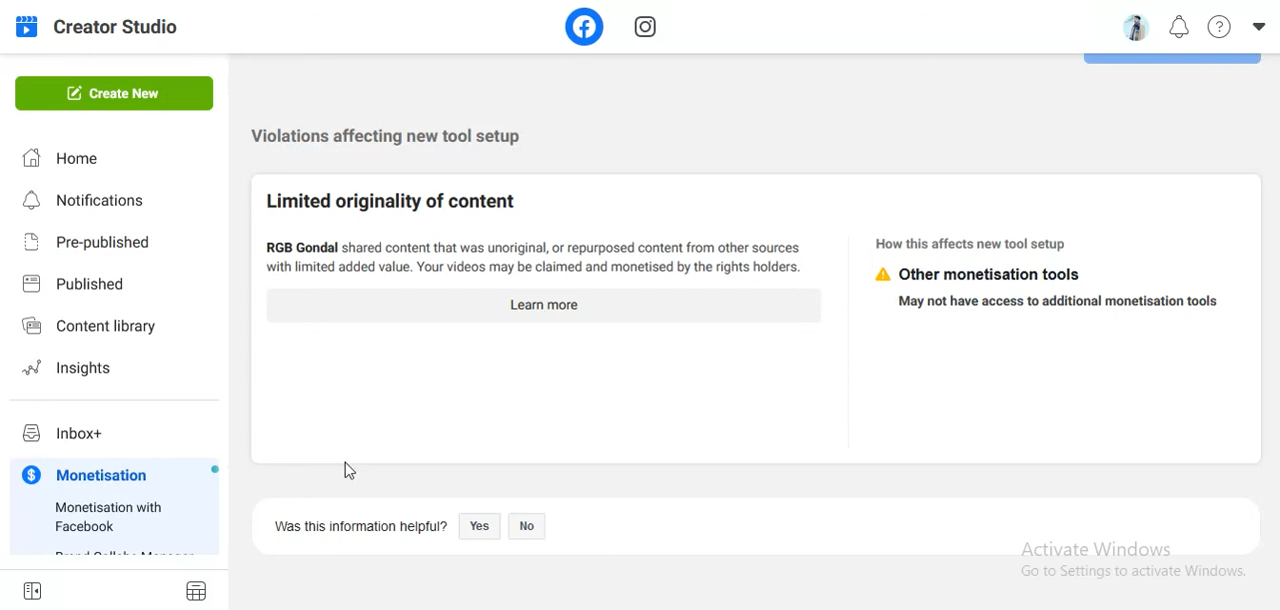 Creator Studio
Create New
Home
Notifications
Pre-published
Published
Content library
Insights
Inbox+
Monetisation
Monetisation with
Facebook
Violations affecting new tool setup
Limited originality of content
RGB Gondal shared content that was unoriginal, or repurposed content from other sources
with limited added value. Your videos may be claimed and monetised by the rights holders.
Learn more
How this affects new tool setup
Other monetisation tools
May not have access to additional monetisation tools
Was this information helpful? Yes No
Activate Windows
Go to Settings to activate Windows.